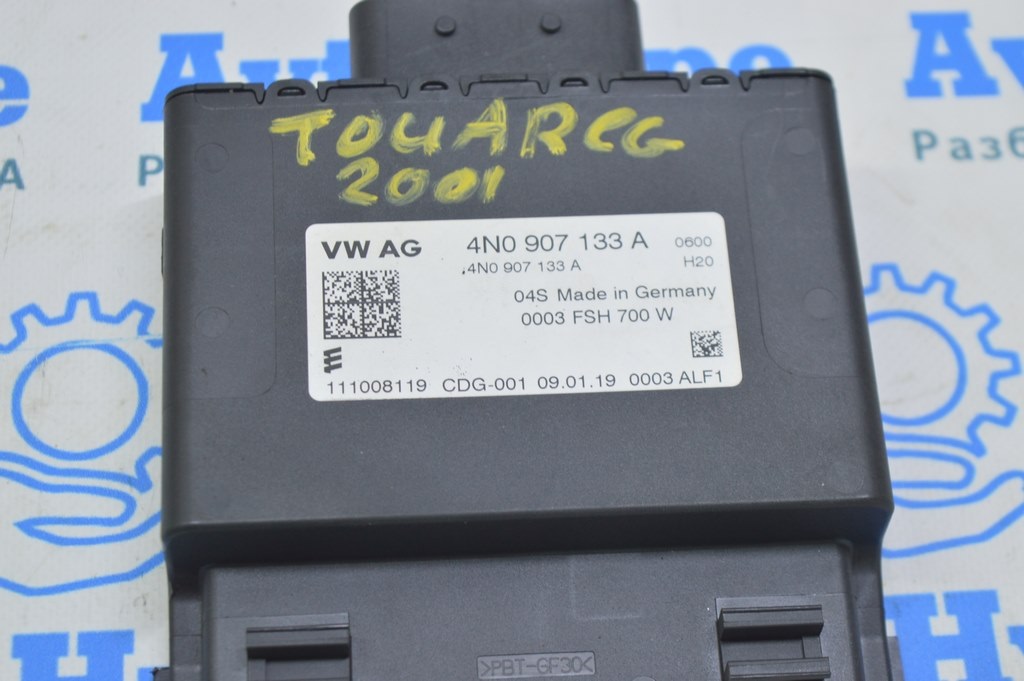 TOUAREG
2001
VW AG 4N0 907 133 A 0600
.4N0 907 133 A H20
04S Made in Germany
0003 FSH 700 W
111008119 CDG-001 09.01.19 0003 ALF1
>PBT-GF30<
Разб